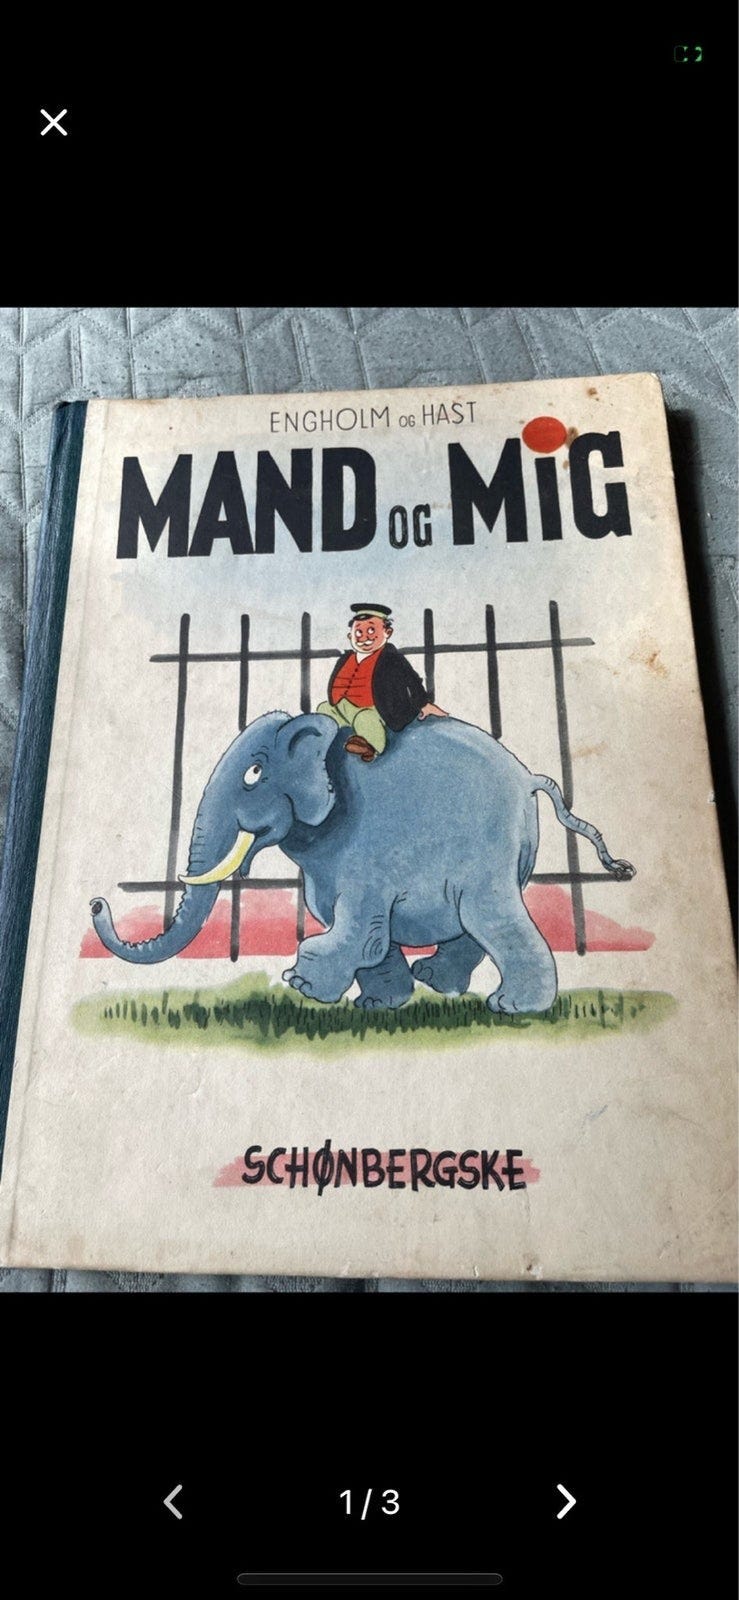 ENGHOLM OG HAST
MAND OG MiG
SCHØNBERGSKE
1 / 3